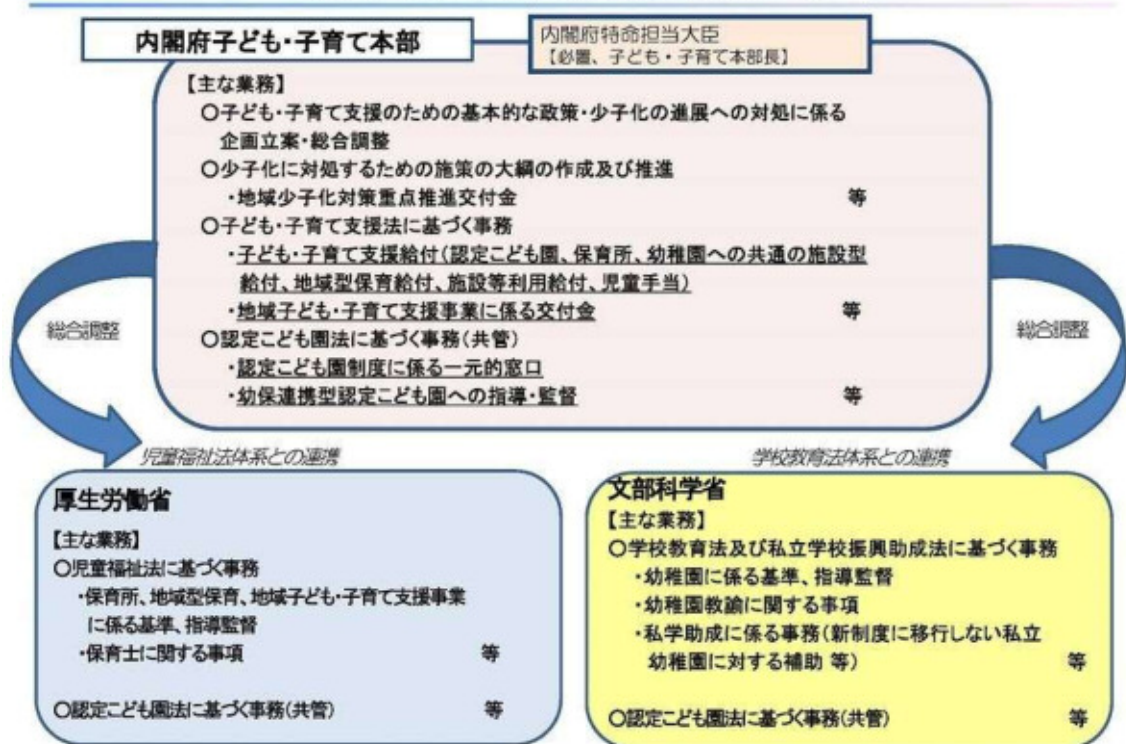 内閣府子ども・子育て本部
内閣府特命担当大臣
【必置、子ども・子育て本部長】
【主な業務】
〇子ども・子育て支援のための基本的な政策・少子化の進展への対処に係る
企画立案・総合調整
〇少子化に対処するための施策の大綱の作成及び推進
・地域少子化対策重点推進交付金 等
〇子ども・子育て支援法に基づく事務
・子ども・子育て支援給付(認定こども園、保育所、幼稚園への共通の施設型
給付、地域型保育給付、施設等利用給付、児童手当)
・地域子ども・子育て支援事業に係る交付金 等
〇認定こども園法に基づく事務(共管)
・認定こども園制度に係る一元的窓口
・幼保連携型認定こども園への指導・監督 等
総合調整
総合調整
児童福祉法体系との連携
学校教育法体系との連携
厚生労働省
【主な業務】
〇児童福祉法に基づく事務
・保育所、地域型保育、地域子ども・子育て支援事業
に係る基準、指導監督
・保育士に関する事項 等
〇認定こども園法に基づく事務(共管) 等
文部科学省
【主な業務】
〇学校教育法及び私立学校振興助成法に基づく事務
・幼稚園に係る基準、指導監督
・幼稚園教諭に関する事項
・私学助成に係る事務(新制度に移行しない私立
幼稚園に対する補助 等) 等
〇認定こども園法に基づく事務(共管) 等